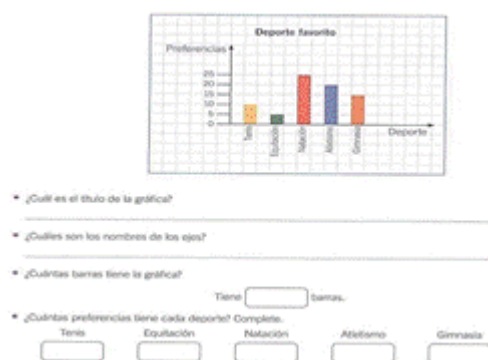 Deporte favorito
Preferencias
25
20
15
10
5
0
Tenis
Equitación
Natación
Atletismo
Gimnasia
Deporte
• ¿Cuál es el título de la gráfica?
• ¿Cuáles son los nombres de los ejes?
• ¿Cuántas barras tiene la gráfica?
Tiene barras.
• ¿Cuántas preferencias tiene cada deporte? Complete.
Tenis Equitación Natación Atletismo Gimnasia